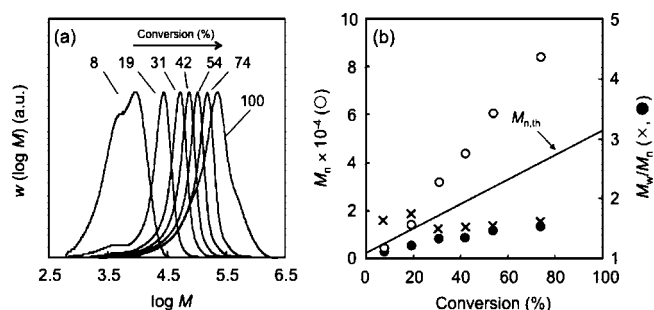 (a)
Conversion (%)
8 19 31 42 54 74
100
w (log M) (a.u.)
2.5 3.5 4.5 5.5 6.5
log M
(b)
10
8
6
4
2
0
M_n × 10⁻⁴ (○)
M_n,th
5
4
3
2
1
M_w/M_n (×, ●)
0 20 40 60 80 100
Conversion (%)